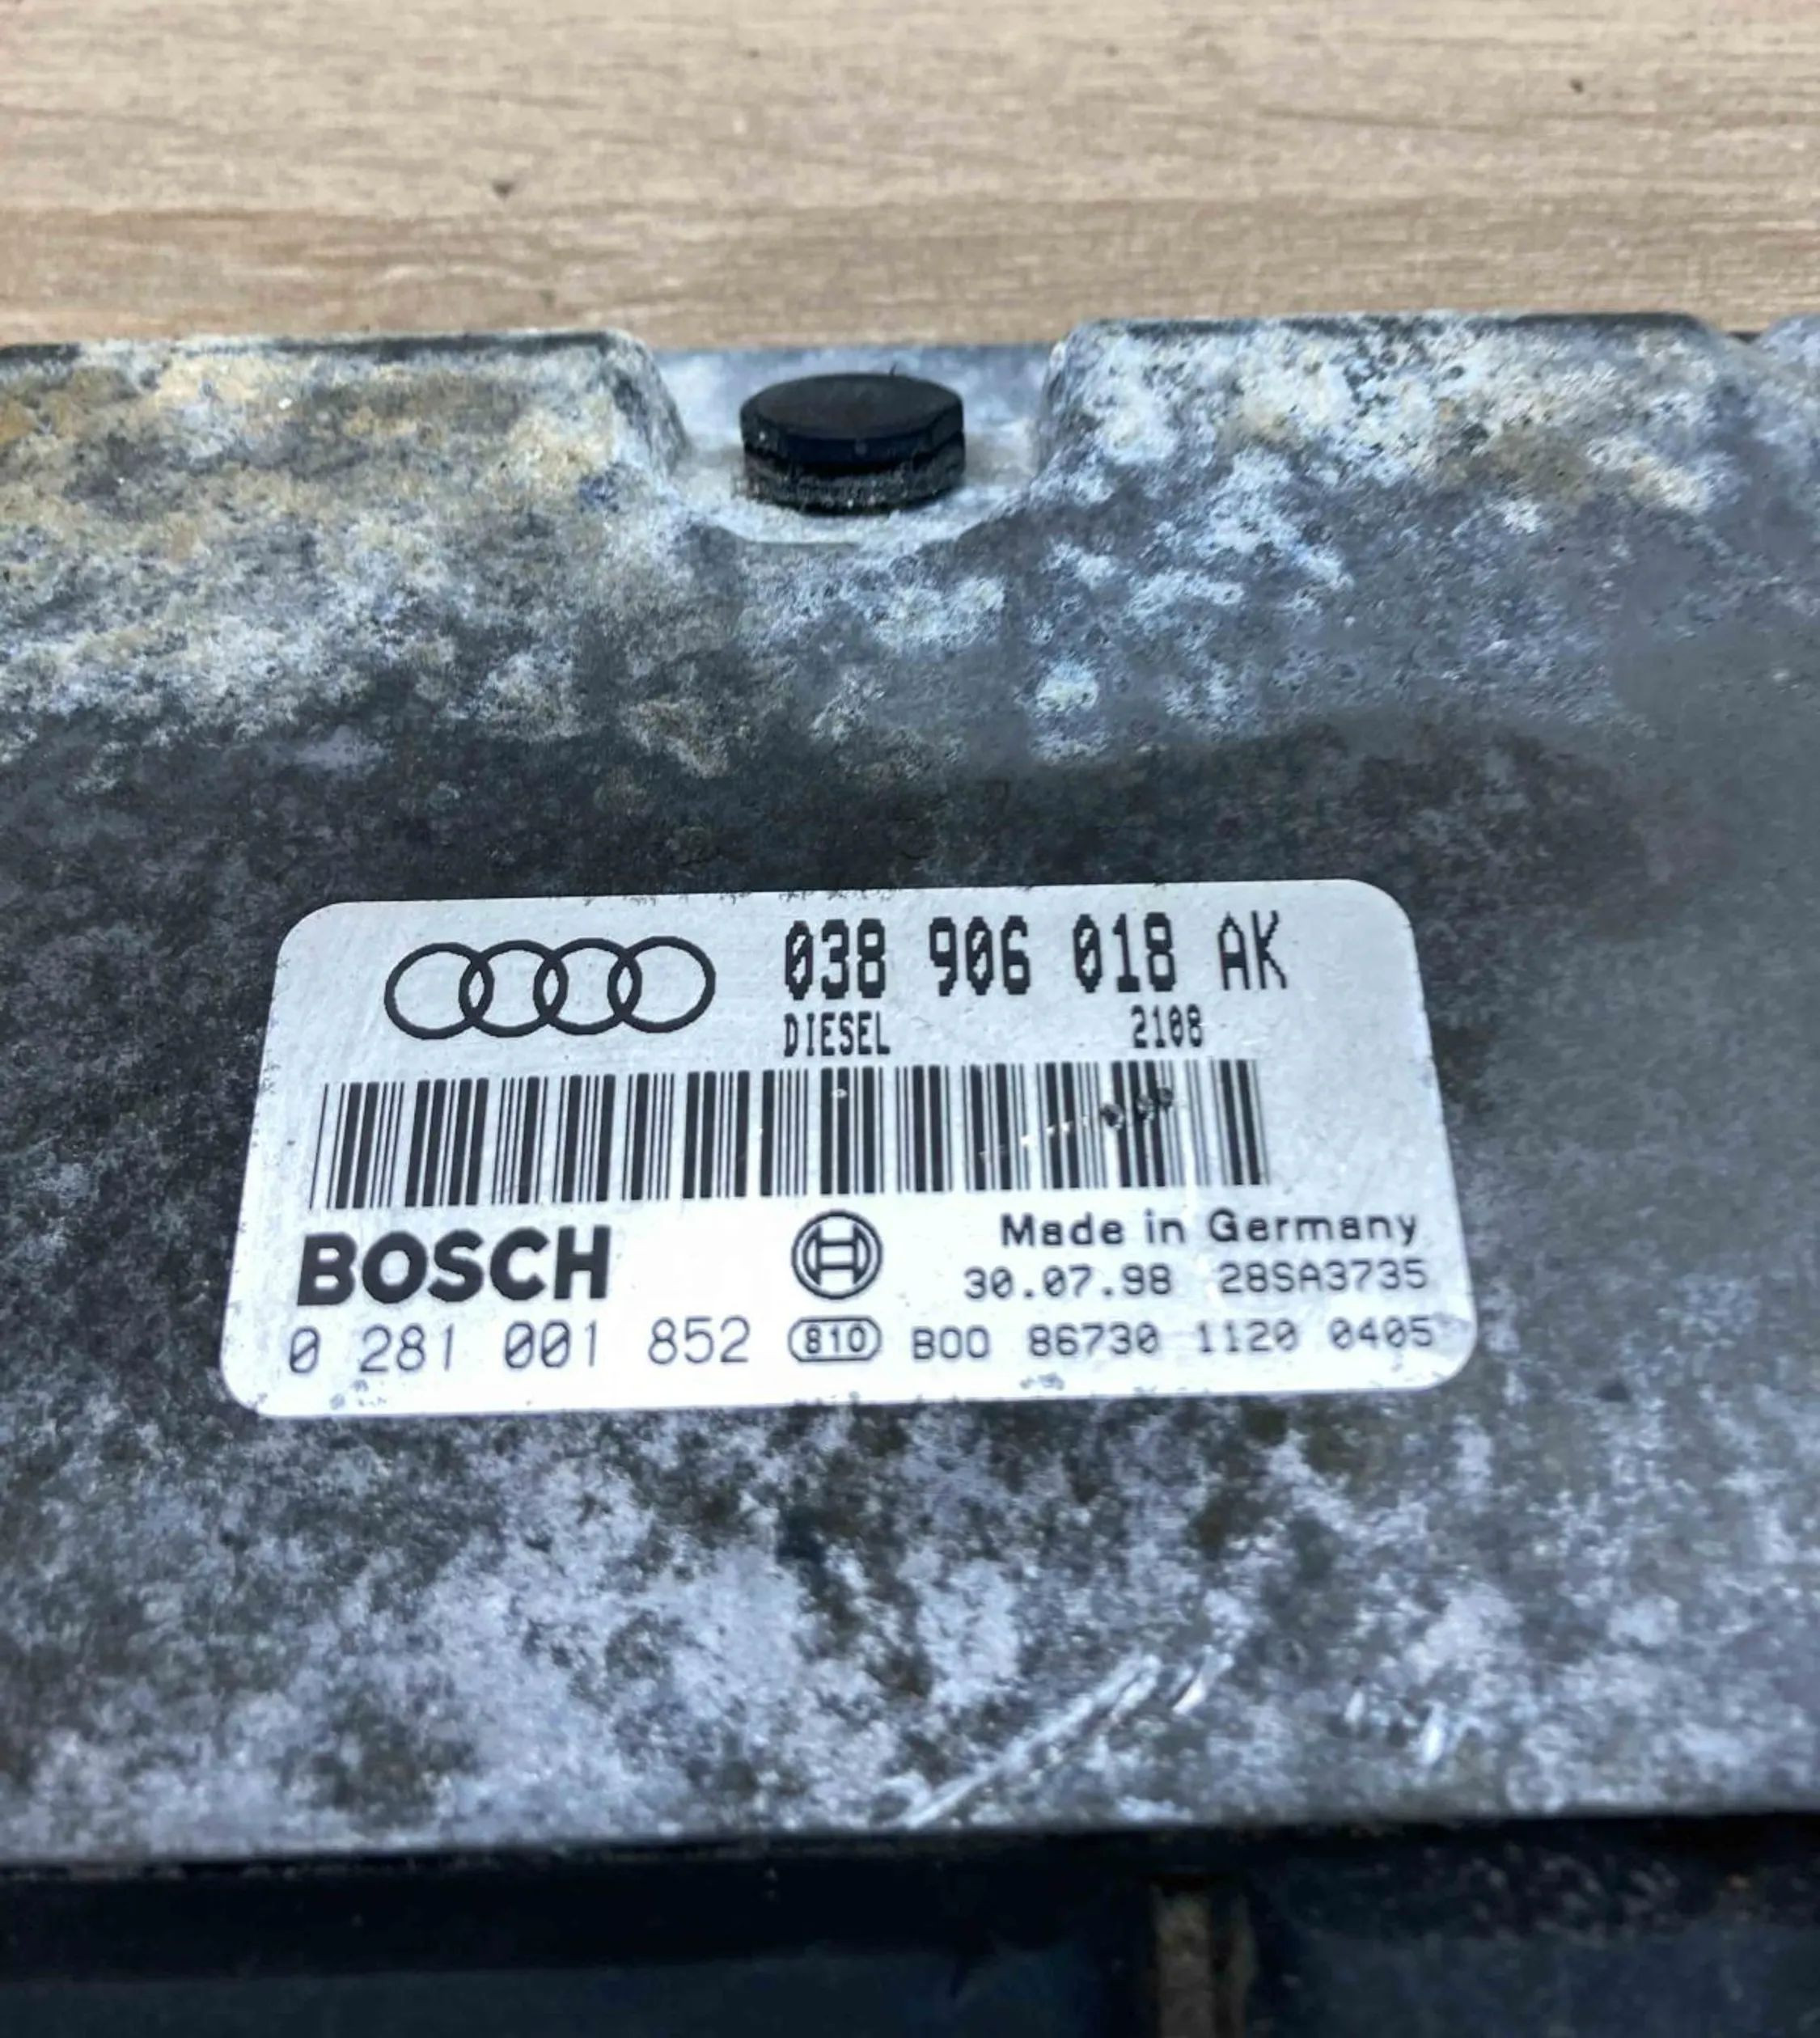 038 906 018 AK
DIESEL 2108
BOSCH
Made in Germany
30.07.98 28SA3735
0 281 001 852 810 B00 86730 1120 0405